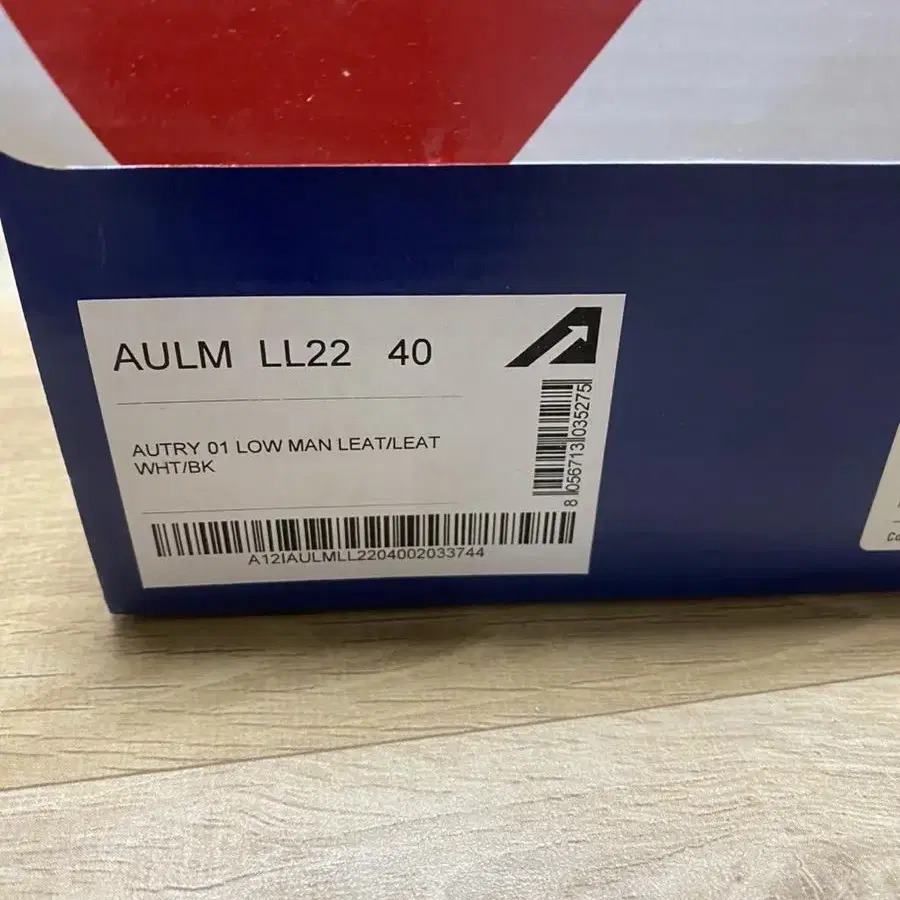 AULM LL22 40
AUTRY 01 LOW MAN LEAT/LEAT
WHT/BK
8 056713 035275
A12IAULMLL2204002033744